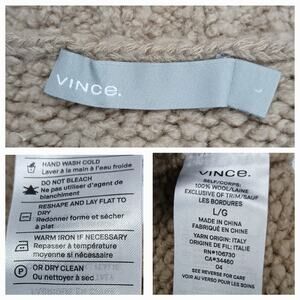 VINCE.
L
HAND WASH COLD
Laver à la main à l'eau froide
DO NOT BLEACH
Ne pas utiliser d'agent de
blanchiment
RESHAPE AND LAY FLAT TO
DRY
Redonner forme et sécher
à plat
WARM IRON IF NECESSARY
Repasser à température
moyenne si nécessaire
OR DRY CLEAN
Ou nettoyer à sec
VINCE.
SELF/CORPS:
100% WOOL/LAINE
EXCLUSIVE OF TRIM/SAUF
LES BORDURES
L/G
MADE IN CHINA
FABRIQUÉ EN CHINE
YARN ORIGIN: ITALY
ORIGINE DE FIL: ITALIE
RN#106730
CA#34460
04
SEE REVERSE FOR CARE
VOIR AU VERSO POUR L'ENTRETIEN